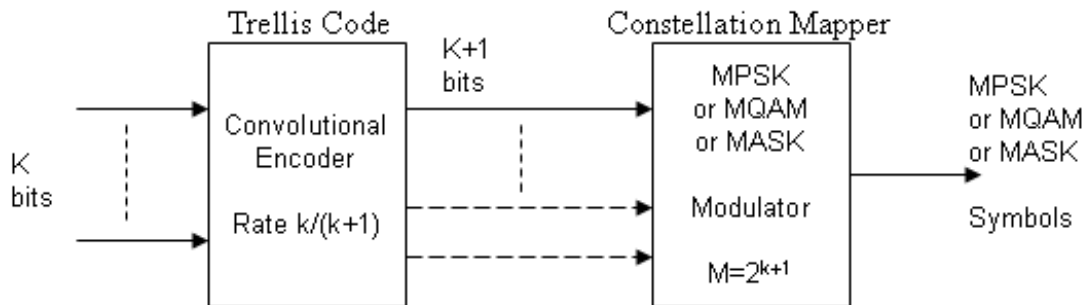 Trellis Code
Constellation Mapper
K
bits
Convolutional
Encoder
Rate k/(k+1)
K+1
bits
MPSK
or MQAM
or MASK
Modulator
M=2^{k+1}
MPSK
or MQAM
or MASK
Symbols